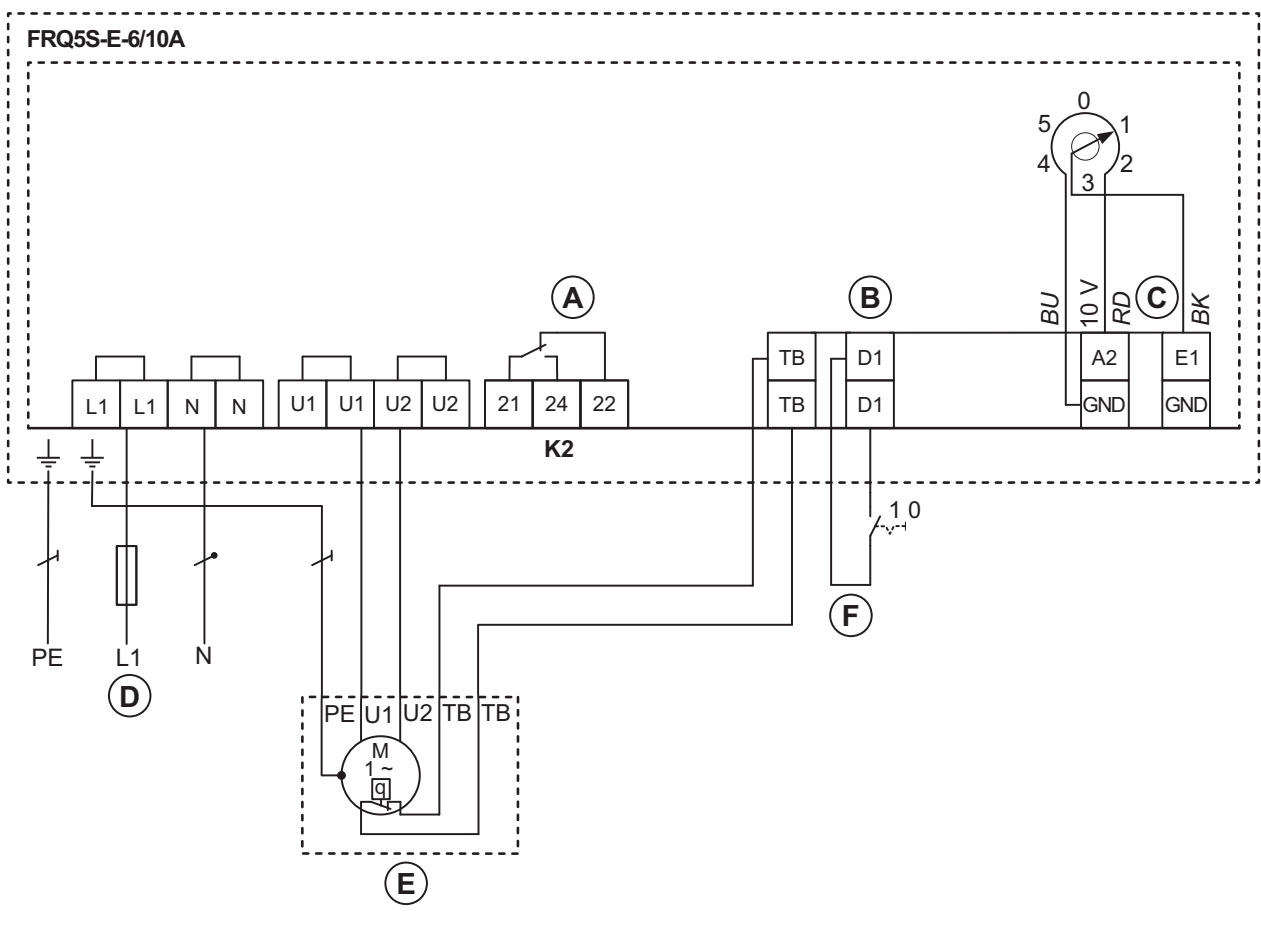 FRQ5S-E-6/10A
0
5 1
4 2
3
A B C
BU 10 V RD BK
L1 L1 N N U1 U1 U2 U2 21 24 22
TB D1 A2 E1
TB D1 GND GND
K2
1 0
F
PE L1 N
D
PE U1 U2 TB TB
M
1 ~
q
E